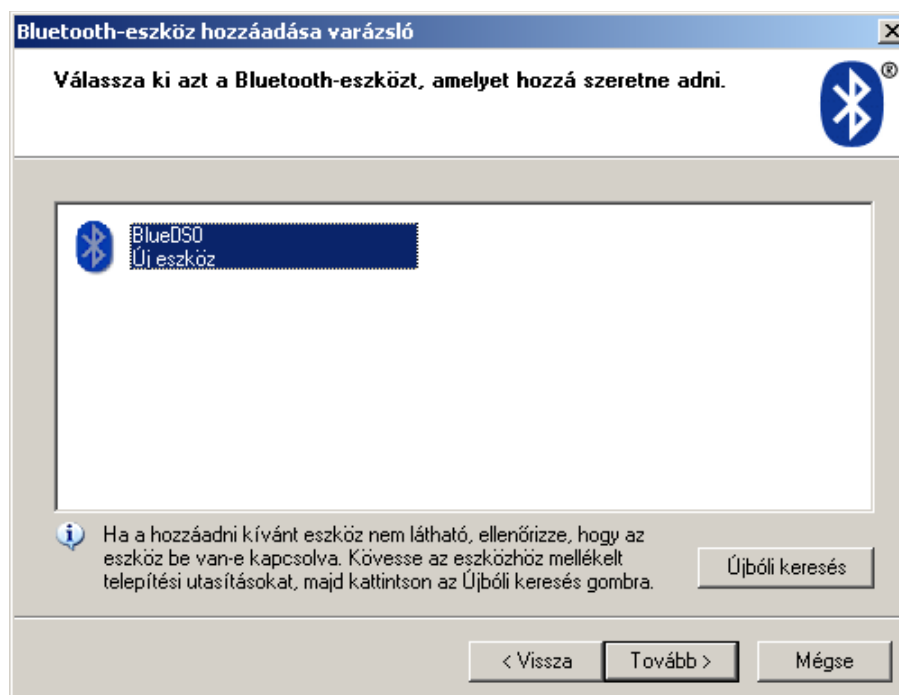 Bluetooth-eszköz hozzáadása varázsló
Válassza ki azt a Bluetooth-eszközt, amelyet hozzá szeretne adni.
®
BlueDSO
Új eszköz
Ha a hozzáadni kívánt eszköz nem látható, ellenőrizze, hogy az
eszköz be van-e kapcsolva. Kövesse az eszközhöz mellékelt
telepítési utasításokat, majd kattintson az Újbóli keresés gombra.
Újbóli keresés
< Vissza
Tovább >
Mégse